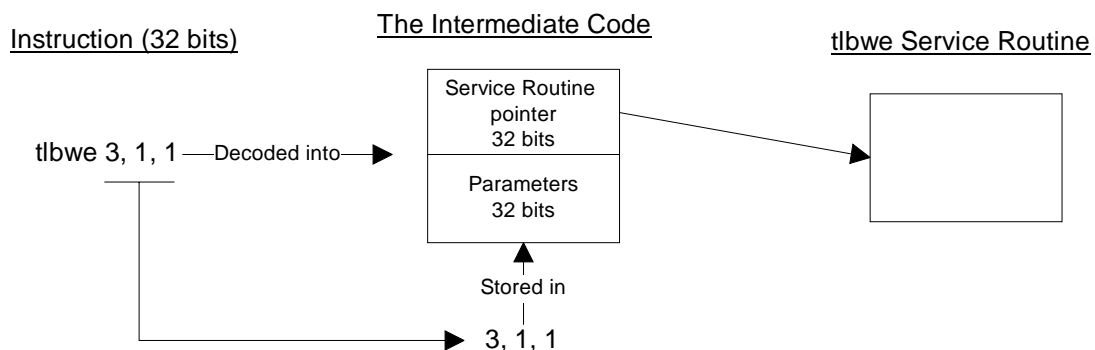 Instruction (32 bits)
The Intermediate Code
tlbwe Service Routine
Service Routine
pointer
32 bits
tlbwe 3, 1, 1
Decoded into
Parameters
32 bits
Stored in
3, 1, 1